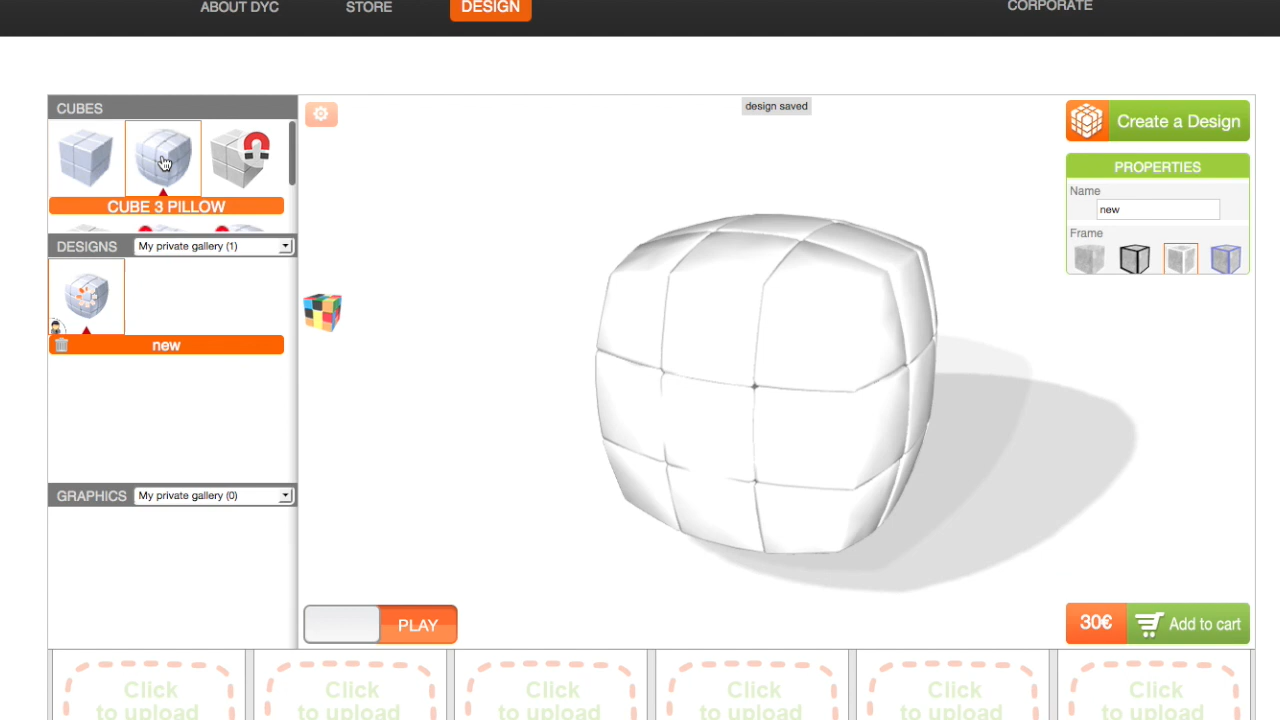 ABOUT DYC
STORE
DESIGN
CORPORATE
CUBES
design saved
Create a Design
CUBE 3 PILLOW
PROPERTIES
Name
new
Frame
DESIGNS
My private gallery (1)
new
GRAPHICS
My private gallery (0)
PLAY
30€
Add to cart
Click
to upload
Click
to upload
Click
to upload
Click
to upload
Click
to upload
Click
to upload